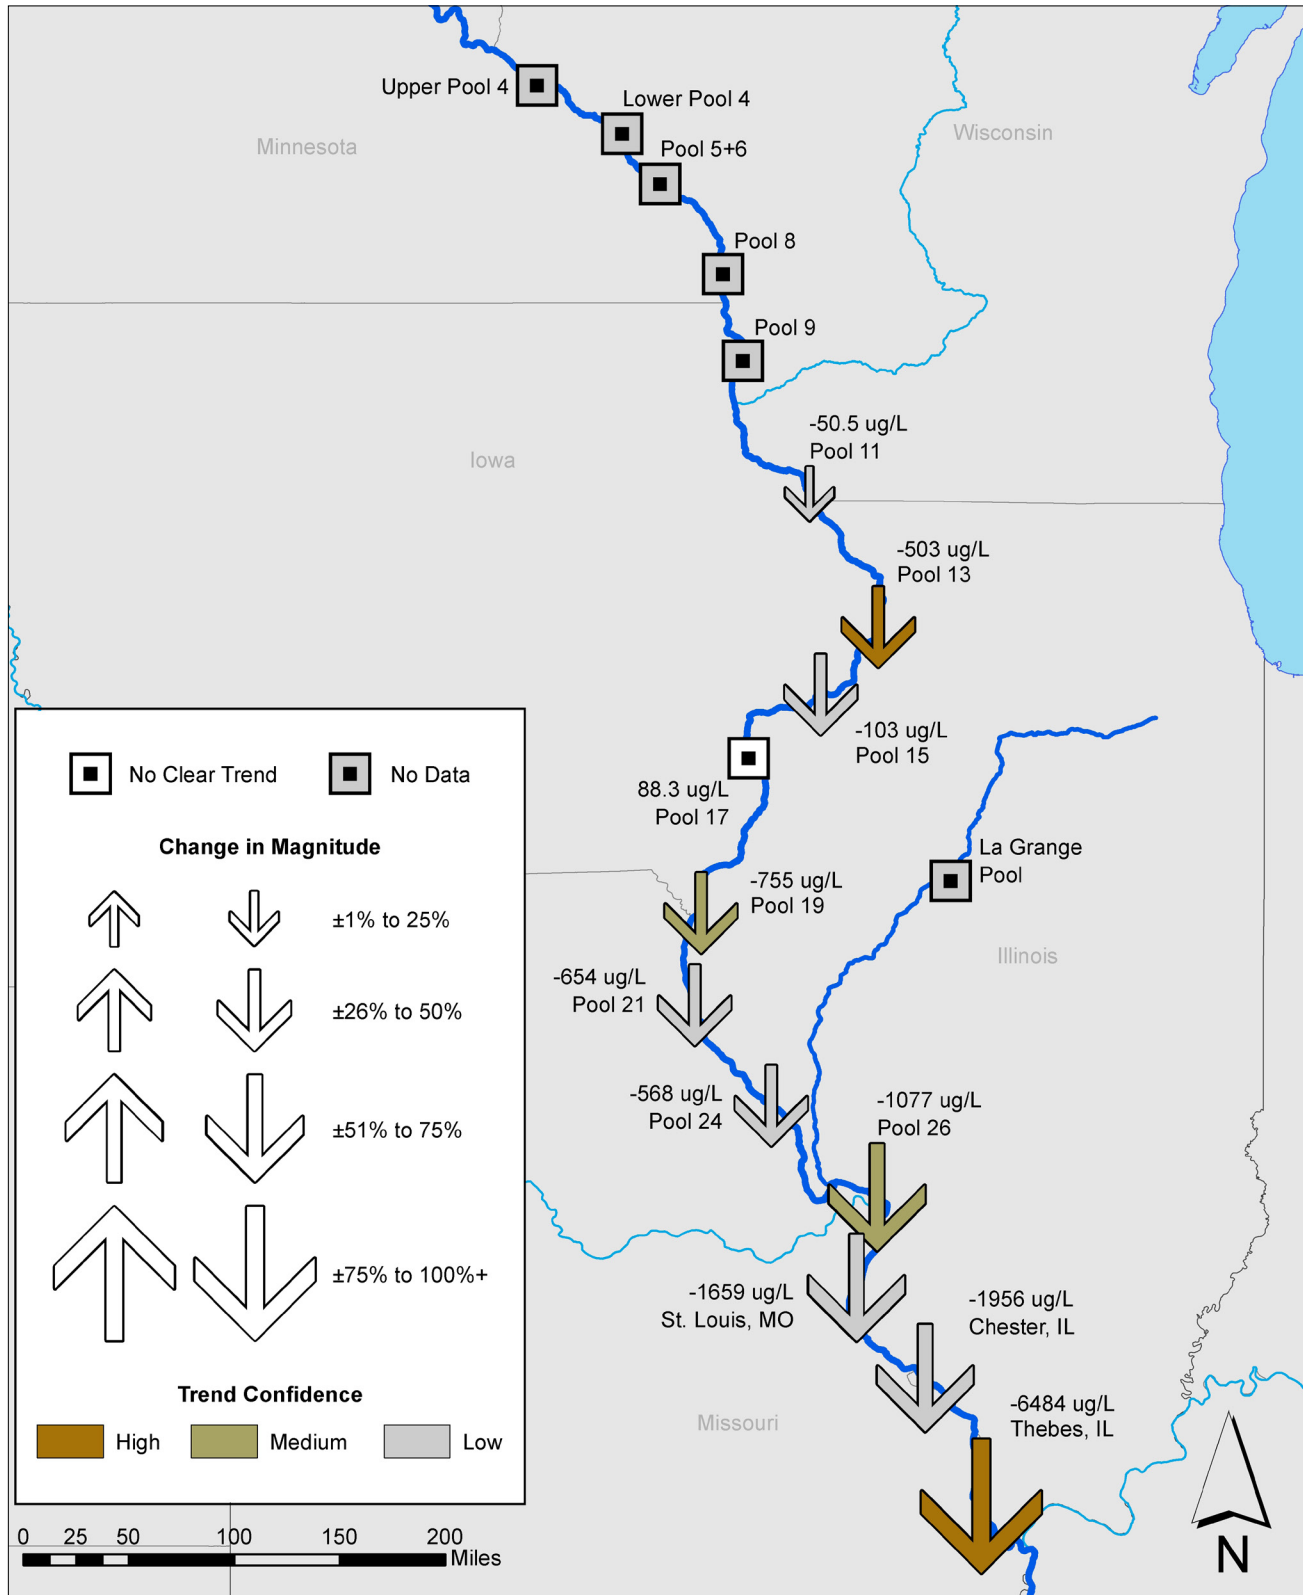 Upper Pool 4
Lower Pool 4
Pool 5+6
Minnesota
Wisconsin
Pool 8
Pool 9
-50.5 ug/L
Pool 11
Iowa
-503 ug/L
Pool 13
-103 ug/L
Pool 15
88.3 ug/L
Pool 17
La Grange
Pool
-755 ug/L
Pool 19
Illinois
-654 ug/L
Pool 21
-568 ug/L
Pool 24
-1077 ug/L
Pool 26
-1659 ug/L
St. Louis, MO
-1956 ug/L
Chester, IL
-6484 ug/L
Thebes, IL
Missouri
No Clear Trend
No Data
Change in Magnitude
±1% to 25%
±26% to 50%
±51% to 75%
±75% to 100%+
Trend Confidence
High
Medium
Low
0 25 50 100 150 200
Miles
N